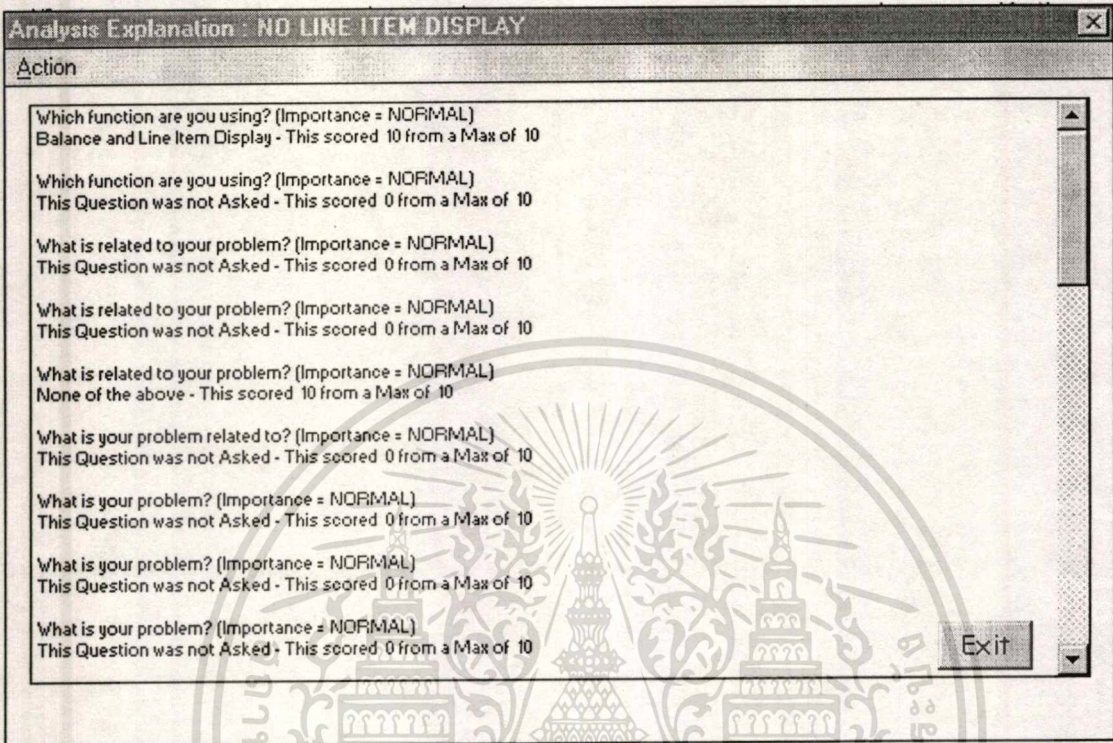 Analysis Explanation : NO LINE ITEM DISPLAY
Action
Which function are you using? (Importance = NORMAL)
Balance and Line Item Display - This scored 10 from a Max of 10
Which function are you using? (Importance = NORMAL)
This Question was not Asked - This scored 0 from a Max of 10
What is related to your problem? (Importance = NORMAL)
This Question was not Asked - This scored 0 from a Max of 10
What is related to your problem? (Importance = NORMAL)
This Question was not Asked - This scored 0 from a Max of 10
What is related to your problem? (Importance = NORMAL)
None of the above - This scored 10 from a Max of 10
What is your problem related to? (Importance = NORMAL)
This Question was not Asked - This scored 0 from a Max of 10
What is your problem? (Importance = NORMAL)
This Question was not Asked - This scored 0 from a Max of 10
What is your problem? (Importance = NORMAL)
This Question was not Asked - This scored 0 from a Max of 10
What is your problem? (Importance = NORMAL)
This Question was not Asked - This scored 0 from a Max of 10
Exit